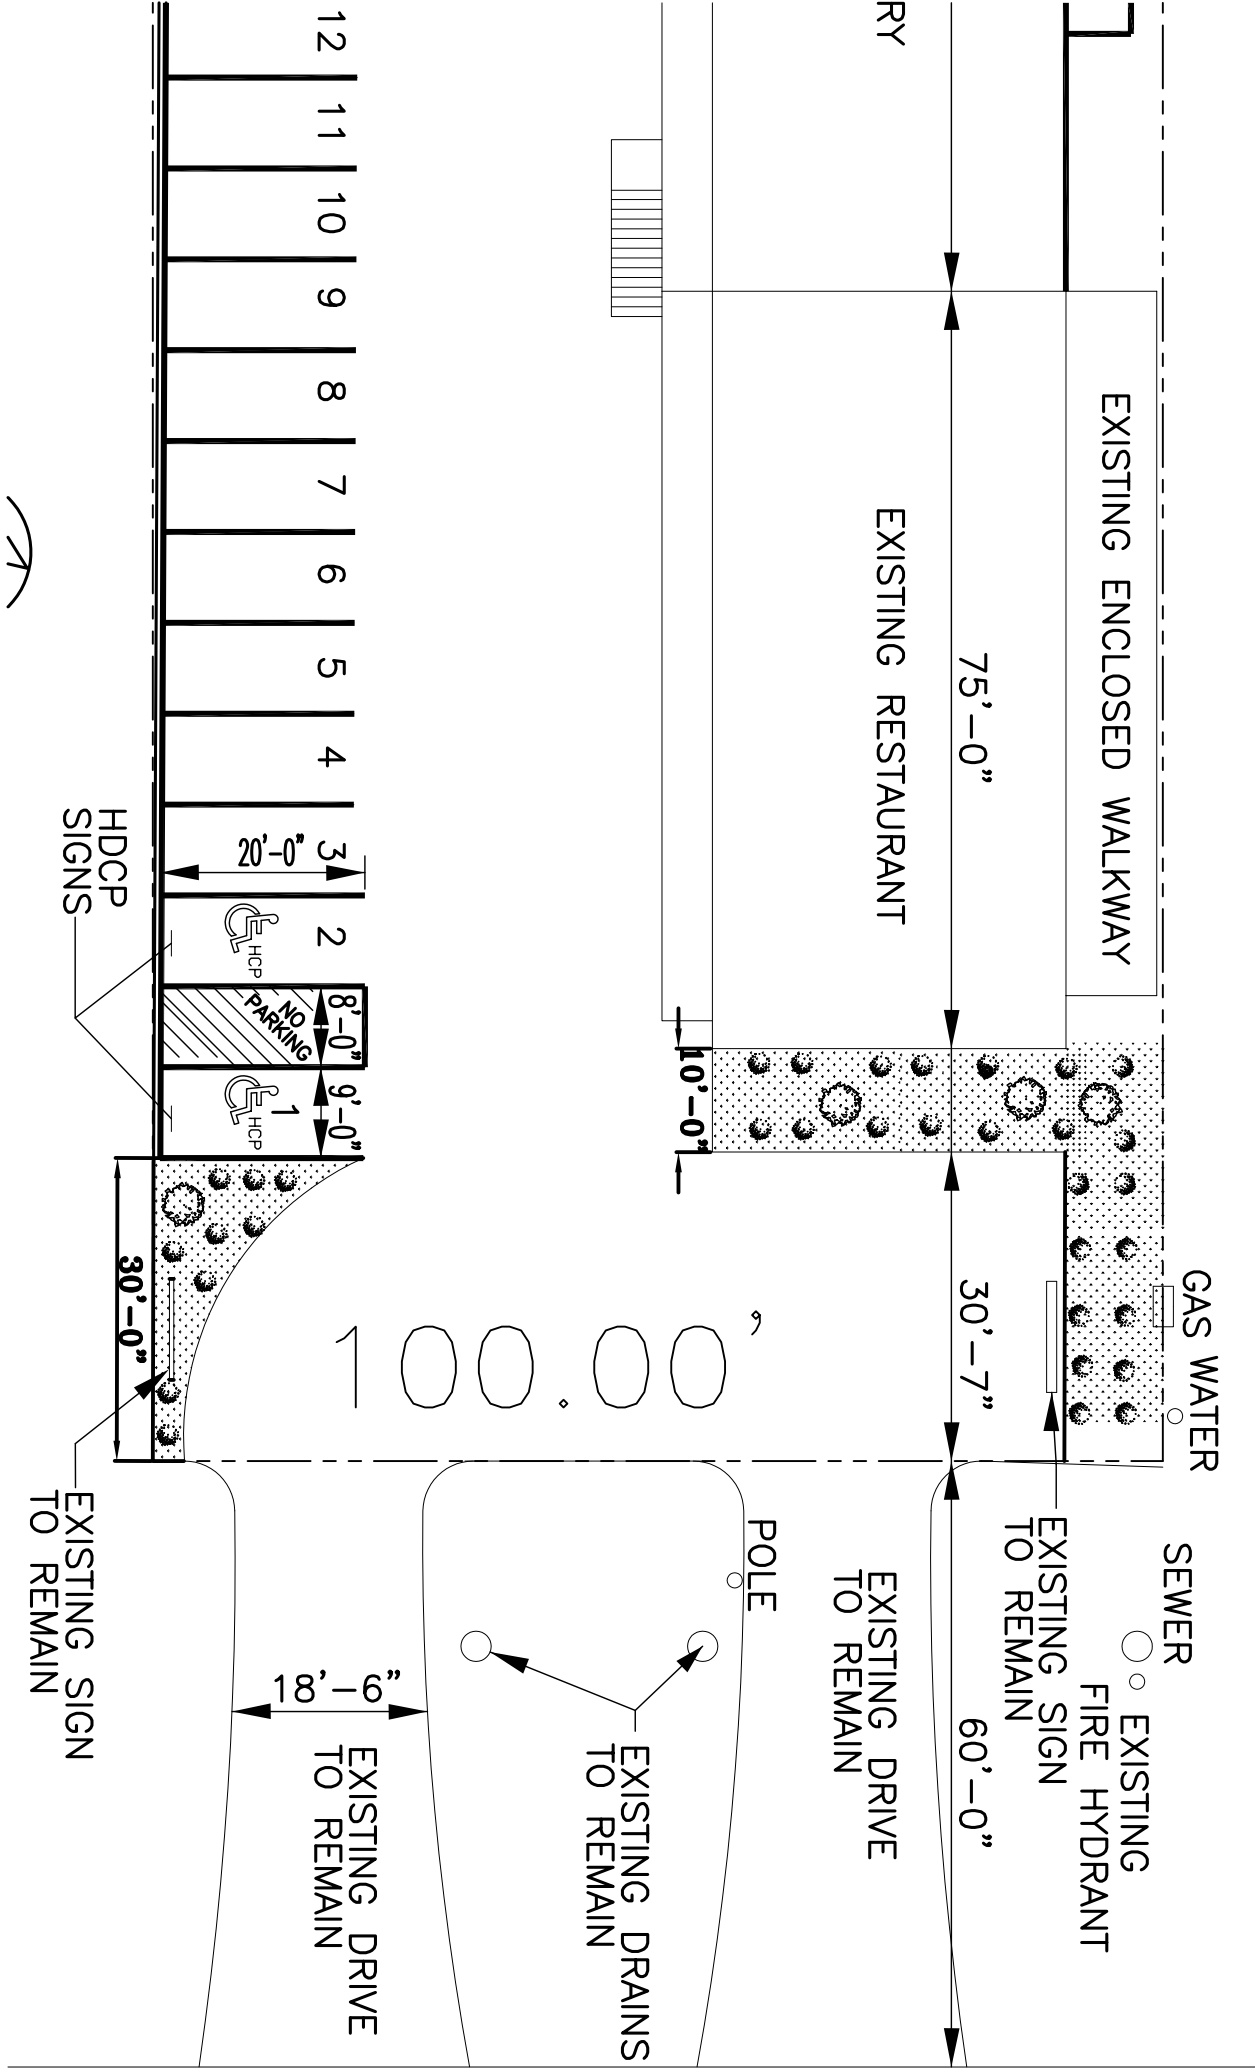 RY
12
11
10
9
8
7
6
5
4
3
2
1
20'-0"
HCP
HCP
NO
PARKING
8'-0"
9'-0"
HDCP
SIGNS
EXISTING ENCLOSED WALKWAY
75'-0"
EXISTING RESTAURANT
10'-0"
30'-7"
30'-0"
100.00'
GAS WATER
SEWER
EXISTING
FIRE HYDRANT
EXISTING SIGN
TO REMAIN
60'-0"
EXISTING DRIVE
TO REMAIN
POLE
EXISTING DRAINS
TO REMAIN
18'-6"
EXISTING DRIVE
TO REMAIN
EXISTING SIGN
TO REMAIN